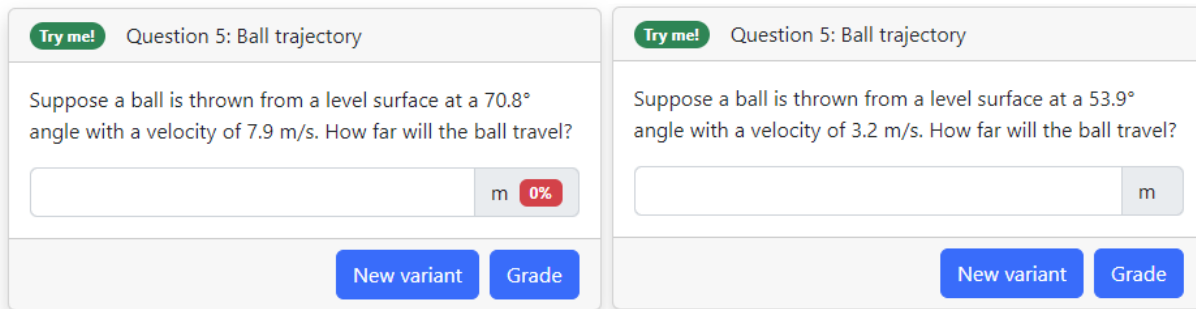 Try me! Question 5: Ball trajectory
Suppose a ball is thrown from a level surface at a 70.8°
angle with a velocity of 7.9 m/s. How far will the ball travel?
m 0%
New variant Grade
Try me! Question 5: Ball trajectory
Suppose a ball is thrown from a level surface at a 53.9°
angle with a velocity of 3.2 m/s. How far will the ball travel?
m
New variant Grade